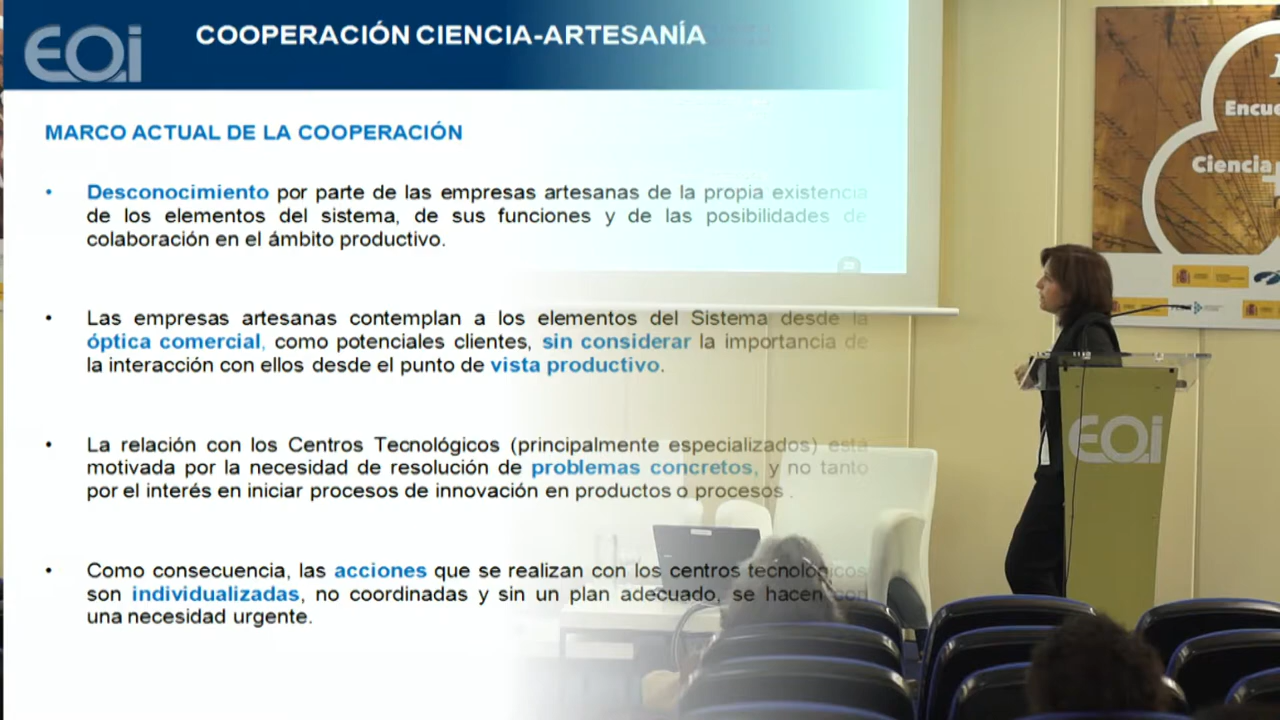 EOi
COOPERACIÓN CIENCIA-ARTESANÍA
MARCO ACTUAL DE LA COOPERACIÓN
• Desconocimiento por parte de las empresas artesanas de la propia existencia
de los elementos del sistema, de sus funciones y de las posibilidades de
colaboración en el ámbito productivo.
• Las empresas artesanas contemplan a los elementos del Sistema desde la
óptica comercial, como potenciales clientes, sin considerar la importancia de
la interacción con ellos desde el punto de vista productivo.
• La relación con los Centros Tecnológicos (principalmente especializados) está
motivada por la necesidad de resolución de problemas concretos, y no tanto
por el interés en iniciar procesos de innovación en productos o procesos .
• Como consecuencia, las acciones que se realizan con los centros tecnológicos
son individualizadas, no coordinadas y sin un plan adecuado, se hacen con
una necesidad urgente.
Encue
Ciencia
EOi